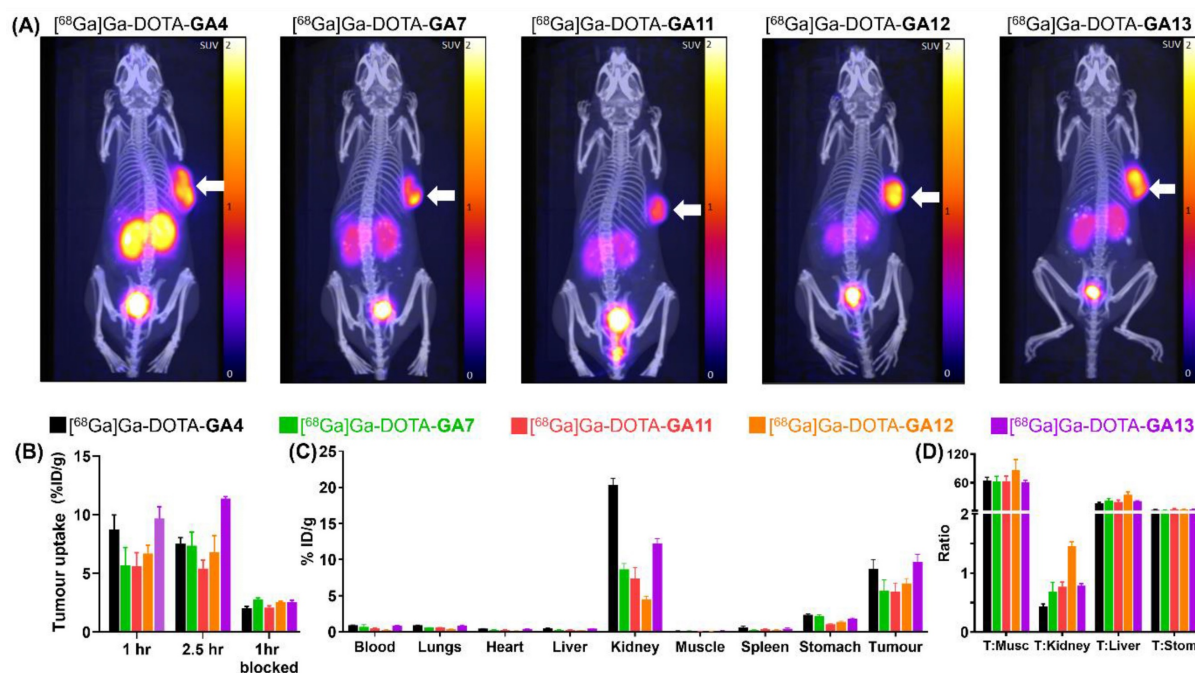 (A) [⁶⁸Ga]Ga-DOTA-GA4 [⁶⁸Ga]Ga-DOTA-GA7 [⁶⁸Ga]Ga-DOTA-GA11 [⁶⁸Ga]Ga-DOTA-GA12 [⁶⁸Ga]Ga-DOTA-GA13
SUV 2 SUV 2 SUV 2 SUV 2 SUV 2
1 1 1 1 1
0 0 0 0 0
[⁶⁸Ga]Ga-DOTA-GA4 [⁶⁸Ga]Ga-DOTA-GA7 [⁶⁸Ga]Ga-DOTA-GA11 [⁶⁸Ga]Ga-DOTA-GA12 [⁶⁸Ga]Ga-DOTA-GA13
(B)
Tumour uptake (%ID/g)
15
10
5
0
1 hr 2.5 hr 1hr
blocked
(C)
% ID/g
25
20
15
10
5
0
Blood Lungs Heart Liver Kidney Muscle Spleen Stomach Tumour
(D)
Ratio
120
60
2
1
0
T:Musc T:Kidney T:Liver T:Stom